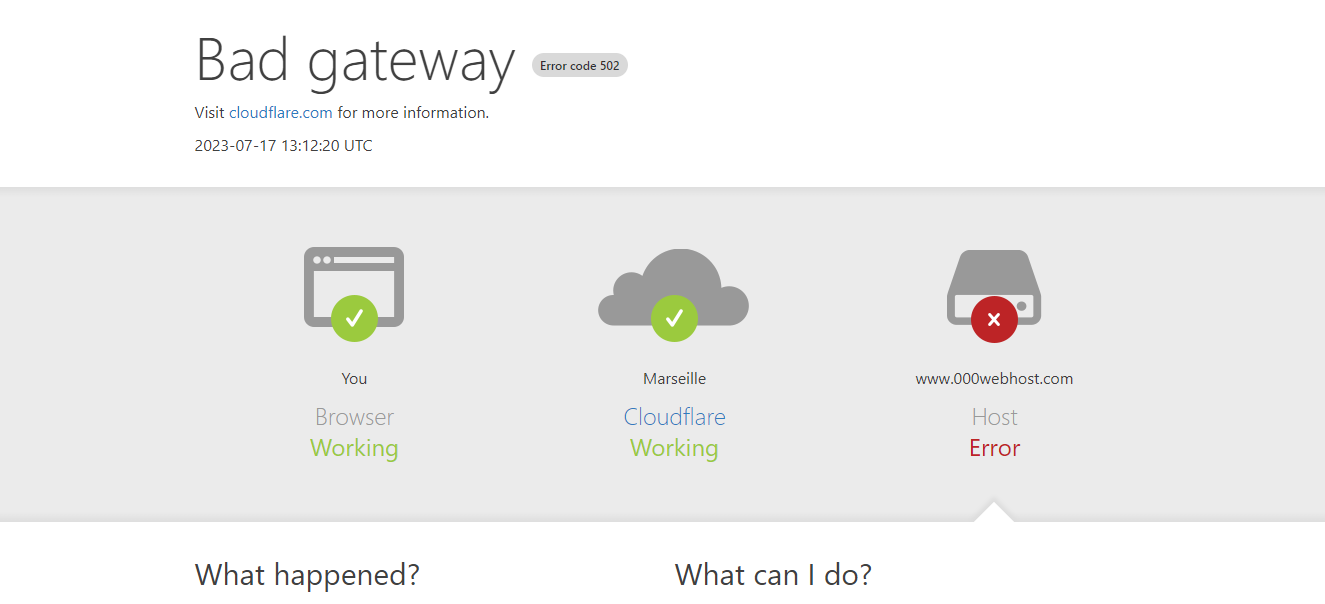 Bad gateway Error code 502
Visit cloudflare.com for more information.
2023-07-17 13:12:20 UTC
You
Browser
Working
Marseille
Cloudflare
Working
www.000webhost.com
Host
Error
What happened?
What can I do?